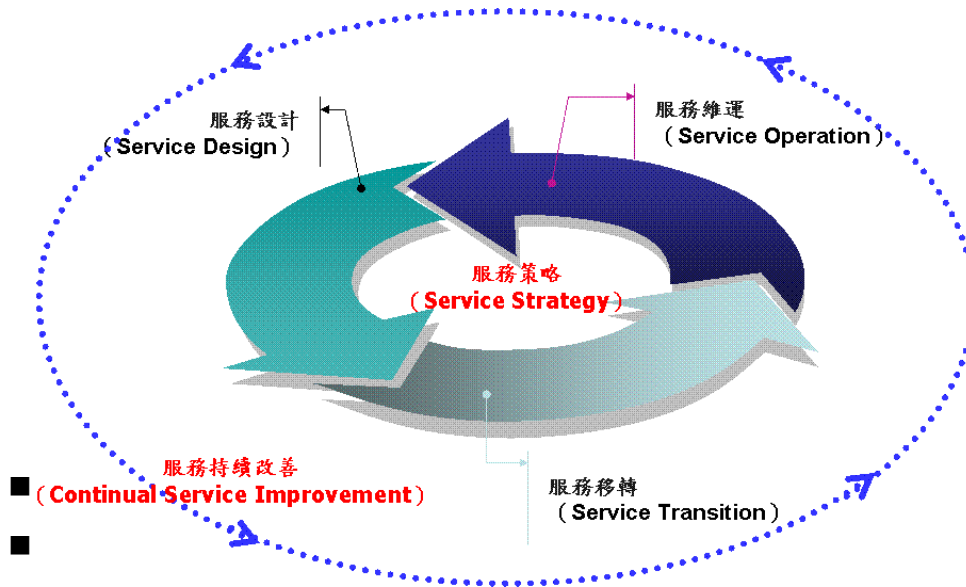 服務設計
（Service Design）
服務維運
（Service Operation）
服務策略
（Service Strategy）
服務持續改善
（Continual Service Improvement）
服務移轉
（Service Transition）